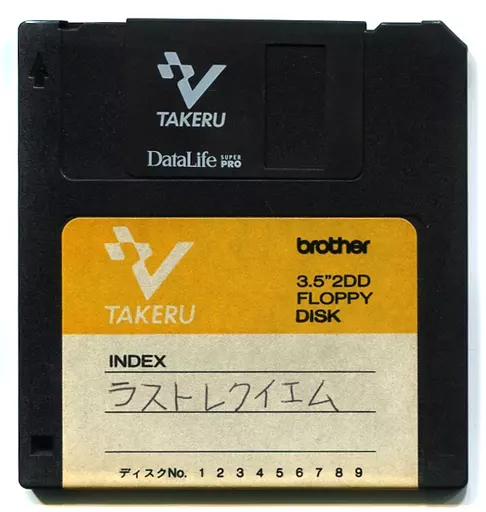 TAKERU
DataLife SUPER PRO
TAKERU
brother
3.5"2DD
FLOPPY
DISK
INDEX
ラストレクイエム
ディスクNo. 1 2 3 4 5 6 7 8 9